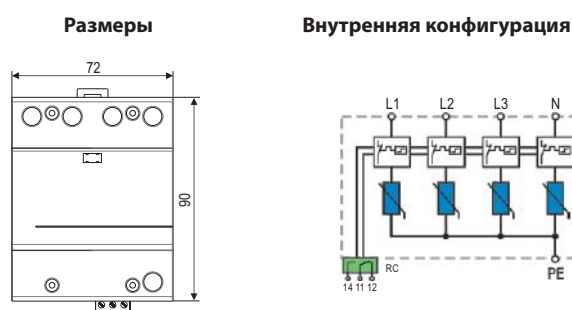 Размеры
Внутренняя конфигурация
72
90
L1 L2 L3 N
RC
14 11 12
PE